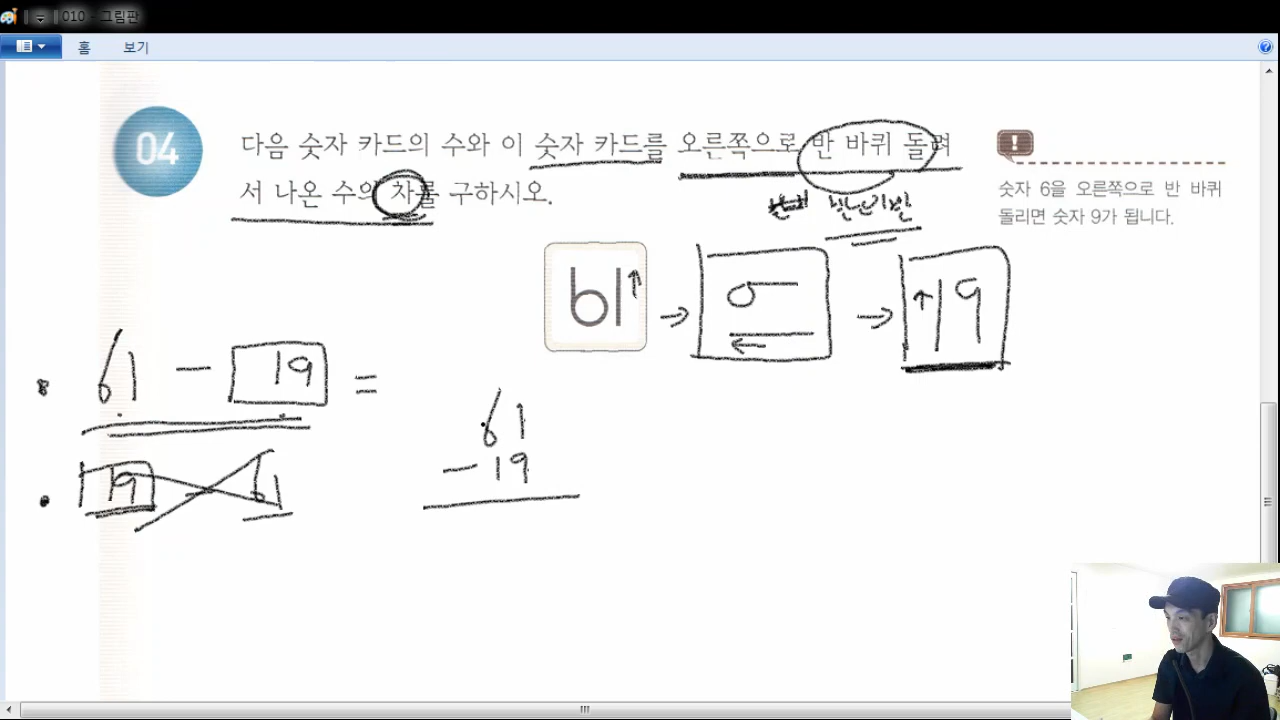 010 - 그림판
홈 보기
04 다음 숫자 카드의 수와 이 숫자 카드를 오른쪽으로 반 바퀴 돌려
서 나온 수의 차를 구하시오.
!
숫자 6을 오른쪽으로 반 바퀴
돌리면 숫자 9가 됩니다.
61 → → 19
61 - 19 =
19 - 61
61
-19